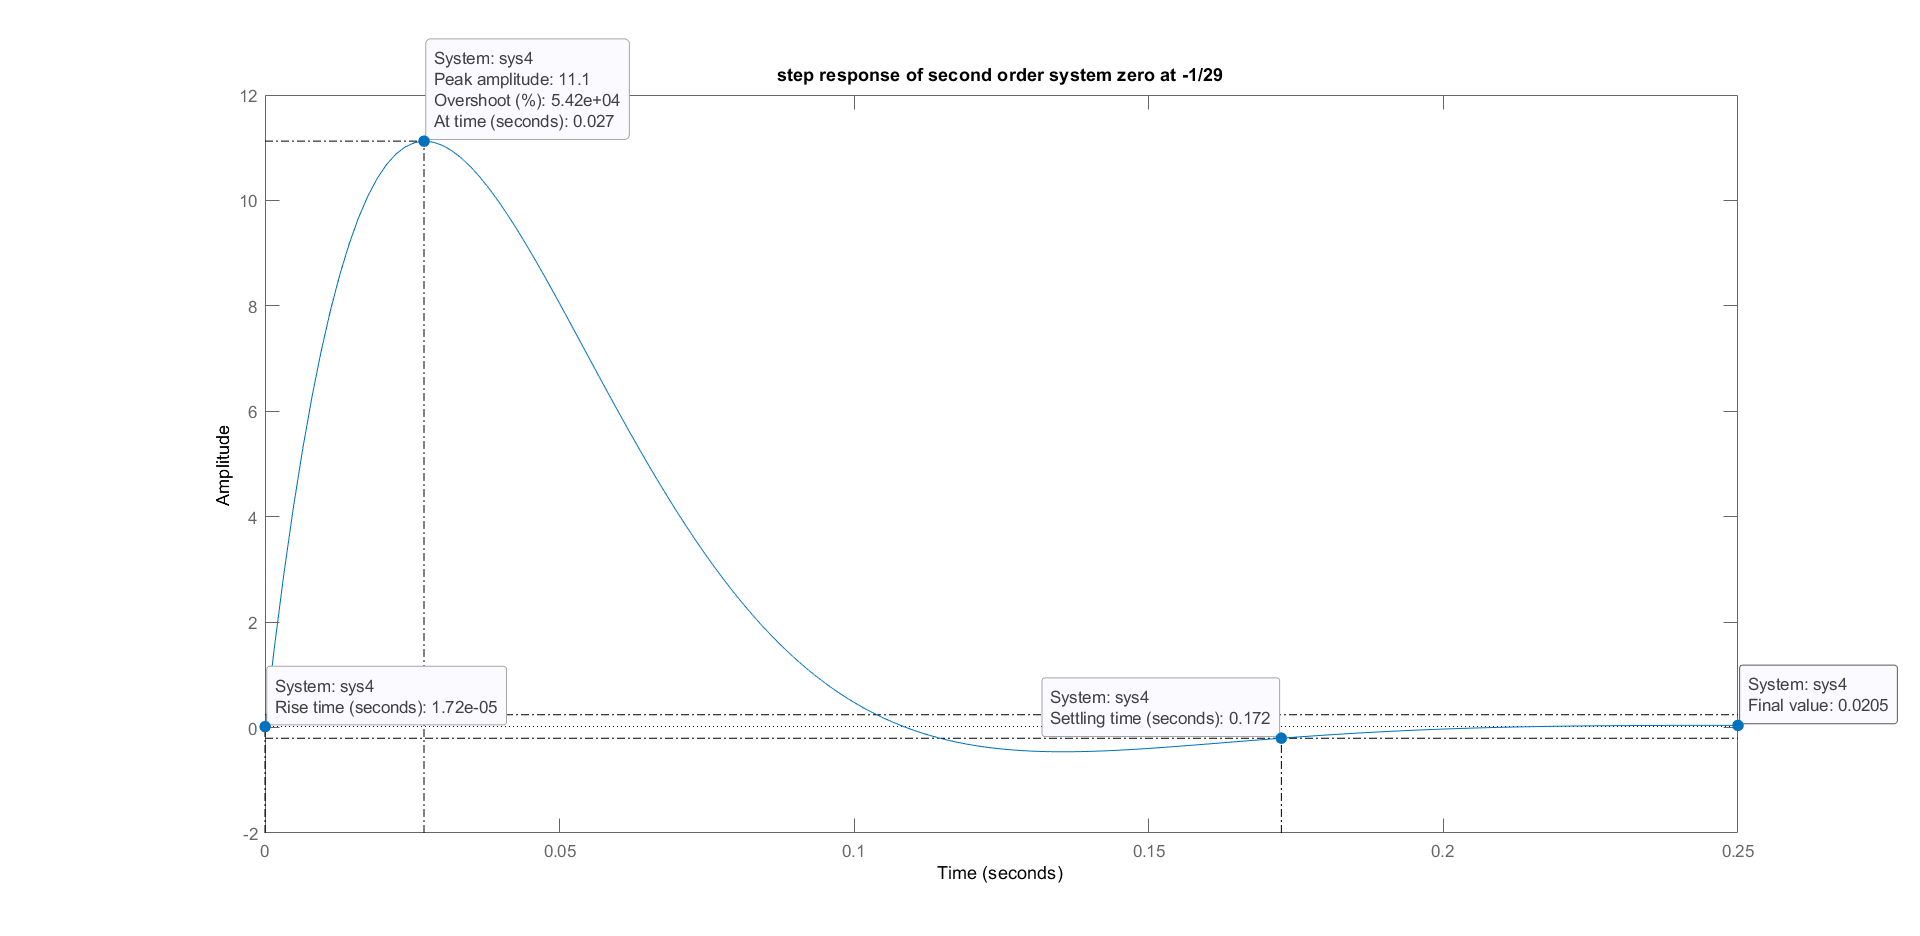 System: sys4
Peak amplitude: 11.1
Overshoot (%): 5.42e+04
At time (seconds): 0.027
step response of second order system zero at -1/29
12
10
8
6
4
2
0
-2
Amplitude
System: sys4
Rise time (seconds): 1.72e-05
System: sys4
Settling time (seconds): 0.172
System: sys4
Final value: 0.0205
0
0.05
0.1
0.15
0.2
0.25
Time (seconds)